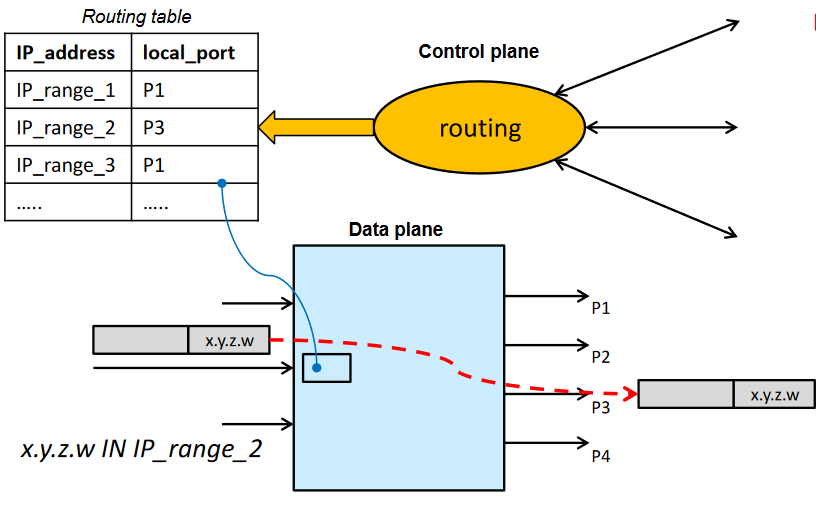 Routing table
IP_address local_port
IP_range_1 P1
IP_range_2 P3
IP_range_3 P1
..... .....
Control plane
routing
Data plane
x.y.z.w
x.y.z.w IN IP_range_2
P1
P2
P3
P4
x.y.z.w